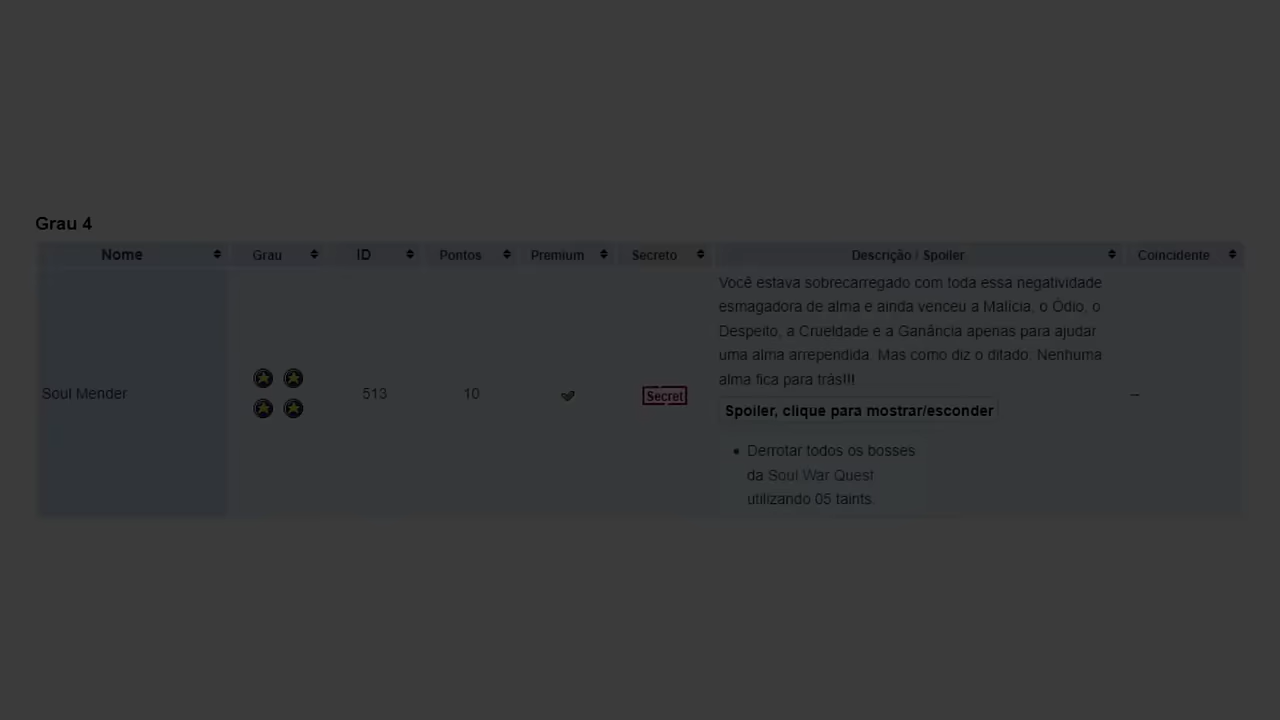 Grau 4
Nome Grau ID Pontos Premium Secreto Descrição / Spoiler Coincidente
Você estava sobrecarregado com toda essa negatividade
esmagadora de alma e ainda venceu a Malícia, o Ódio, o
Despeito, a Crueldade e a Ganância apenas para ajudar
uma alma arrependida. Mas como diz o ditado: Nenhuma
alma fica para trás!!!
Soul Mender 513 10 Secret --
Spoiler, clique para mostrar/esconder
• Derrotar todos os bosses
da Soul War Quest
utilizando 05 taints.